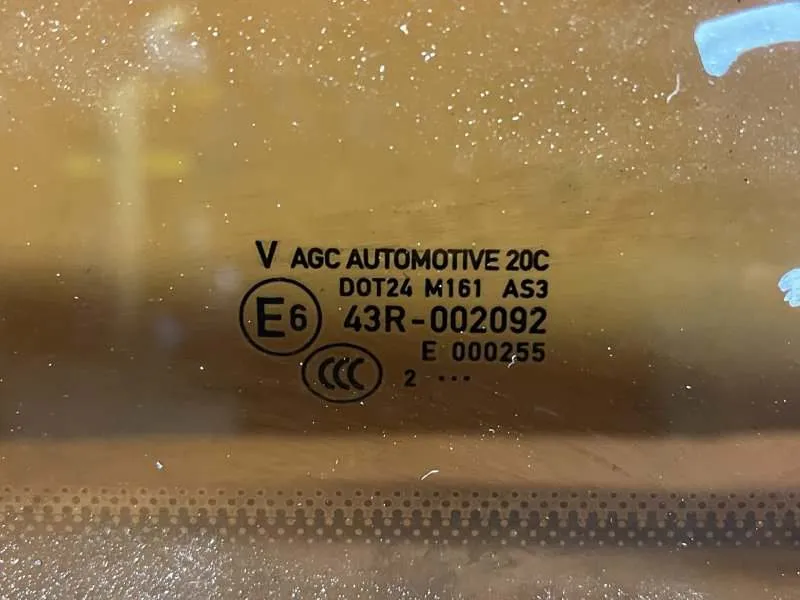 V AGC AUTOMOTIVE 20C
DOT24 M161 AS3
E6 43R-002092
E 000255
CCC 2 ...